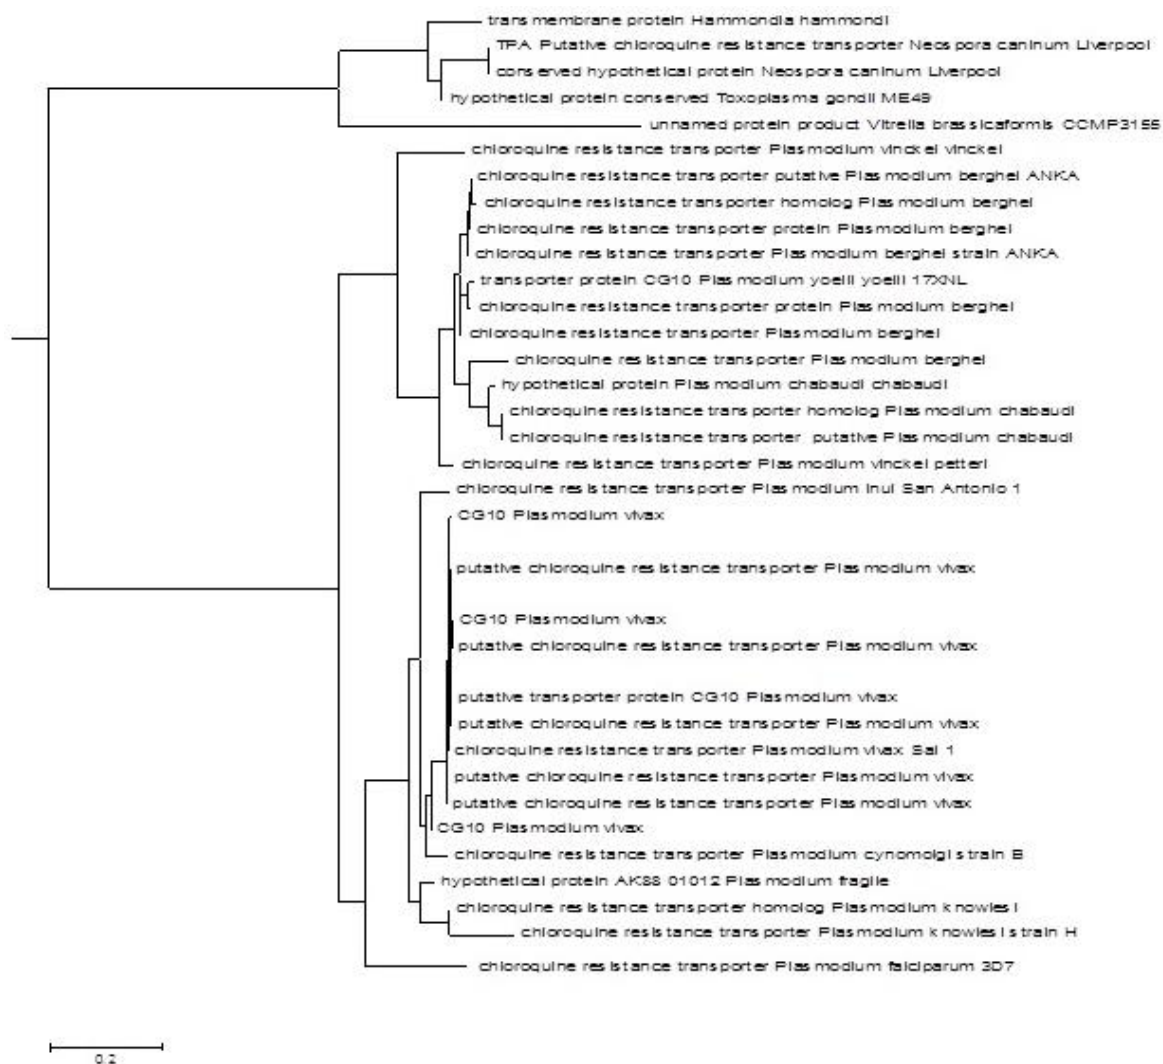 transmembrane protein Hammondia hammondi
TPA Putative chloroquine resistance transporter Neospora caninum Liverpool
conserved hypothetical protein Neospora caninum Liverpool
hypothetical protein conserved Toxoplasma gondii ME49
unnamed protein product Vitrella brassicaformis CCMP3155
chloroquine resistance transporter Plasmodium vinckei vinckei
chloroquine resistance transporter putative Plasmodium berghei ANKA
chloroquine resistance transporter homolog Plasmodium berghei
chloroquine resistance transporter protein Plasmodium berghei
chloroquine resistance transporter Plasmodium berghei strain ANKA
transporter protein CG10 Plasmodium yoelii yoelii 17XNL
chloroquine resistance transporter protein Plasmodium berghei
chloroquine resistance transporter Plasmodium berghei
chloroquine resistance transporter Plasmodium berghei
hypothetical protein Plasmodium chabaudi chabaudi
chloroquine resistance transporter homolog Plasmodium chabaudi
chloroquine resistance transporter putative Plasmodium chabaudi
chloroquine resistance transporter Plasmodium vinckei petteri
chloroquine resistance transporter Plasmodium inui San Antonio 1
CG10 Plasmodium vivax
putative chloroquine resistance transporter Plasmodium vivax
CG10 Plasmodium vivax
putative chloroquine resistance transporter Plasmodium vivax
putative transporter protein CG10 Plasmodium vivax
putative chloroquine resistance transporter Plasmodium vivax
chloroquine resistance transporter Plasmodium vivax Sal 1
putative chloroquine resistance transporter Plasmodium vivax
putative chloroquine resistance transporter Plasmodium vivax
CG10 Plasmodium vivax
chloroquine resistance transporter Plasmodium cynomolgi strain B
hypothetical protein AK88 01012 Plasmodium fragile
chloroquine resistance transporter homolog Plasmodium knowlesi
chloroquine resistance transporter Plasmodium knowlesi strain H
chloroquine resistance transporter Plasmodium falciparum 3D7
0.2